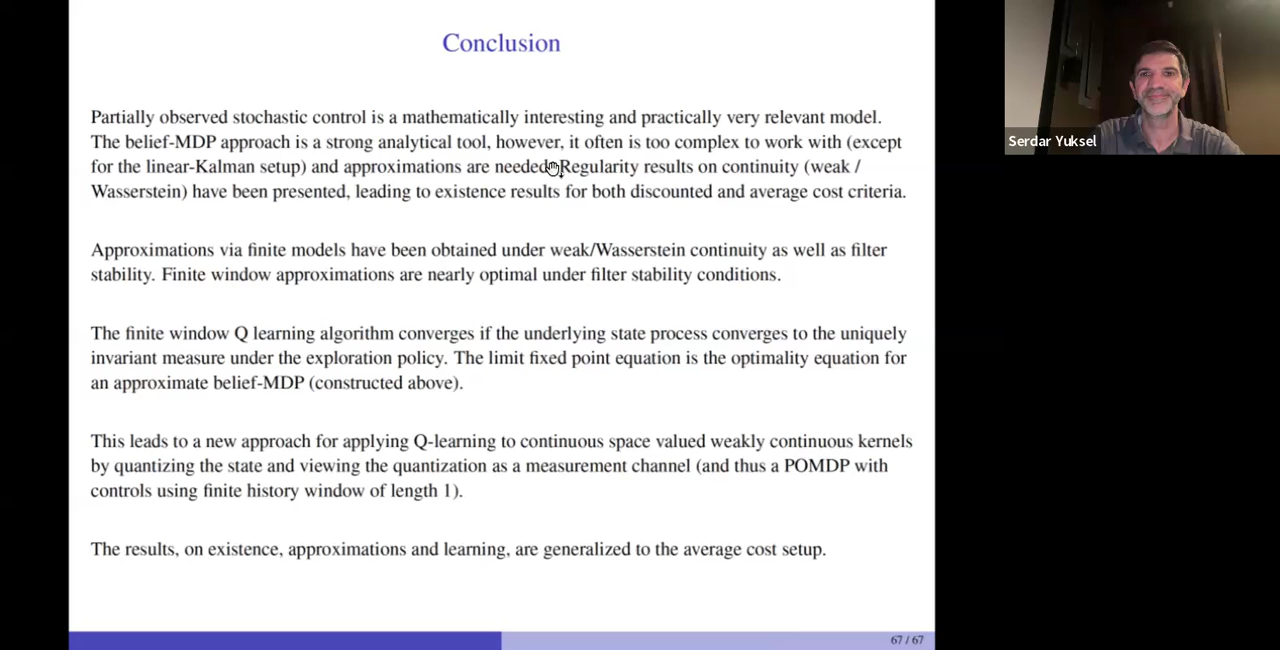 Conclusion
Partially observed stochastic control is a mathematically interesting and practically very relevant model.
The belief-MDP approach is a strong analytical tool, however, it often is too complex to work with (except
for the linear-Kalman setup) and approximations are needed. Regularity results on continuity (weak /
Wasserstein) have been presented, leading to existence results for both discounted and average cost criteria.
Approximations via finite models have been obtained under weak/Wasserstein continuity as well as filter
stability. Finite window approximations are nearly optimal under filter stability conditions.
The finite window Q learning algorithm converges if the underlying state process converges to the uniquely
invariant measure under the exploration policy. The limit fixed point equation is the optimality equation for
an approximate belief-MDP (constructed above).
This leads to a new approach for applying Q-learning to continuous space valued weakly continuous kernels
by quantizing the state and viewing the quantization as a measurement channel (and thus a POMDP with
controls using finite history window of length 1).
The results, on existence, approximations and learning, are generalized to the average cost setup.
67 / 67
Serdar Yuksel